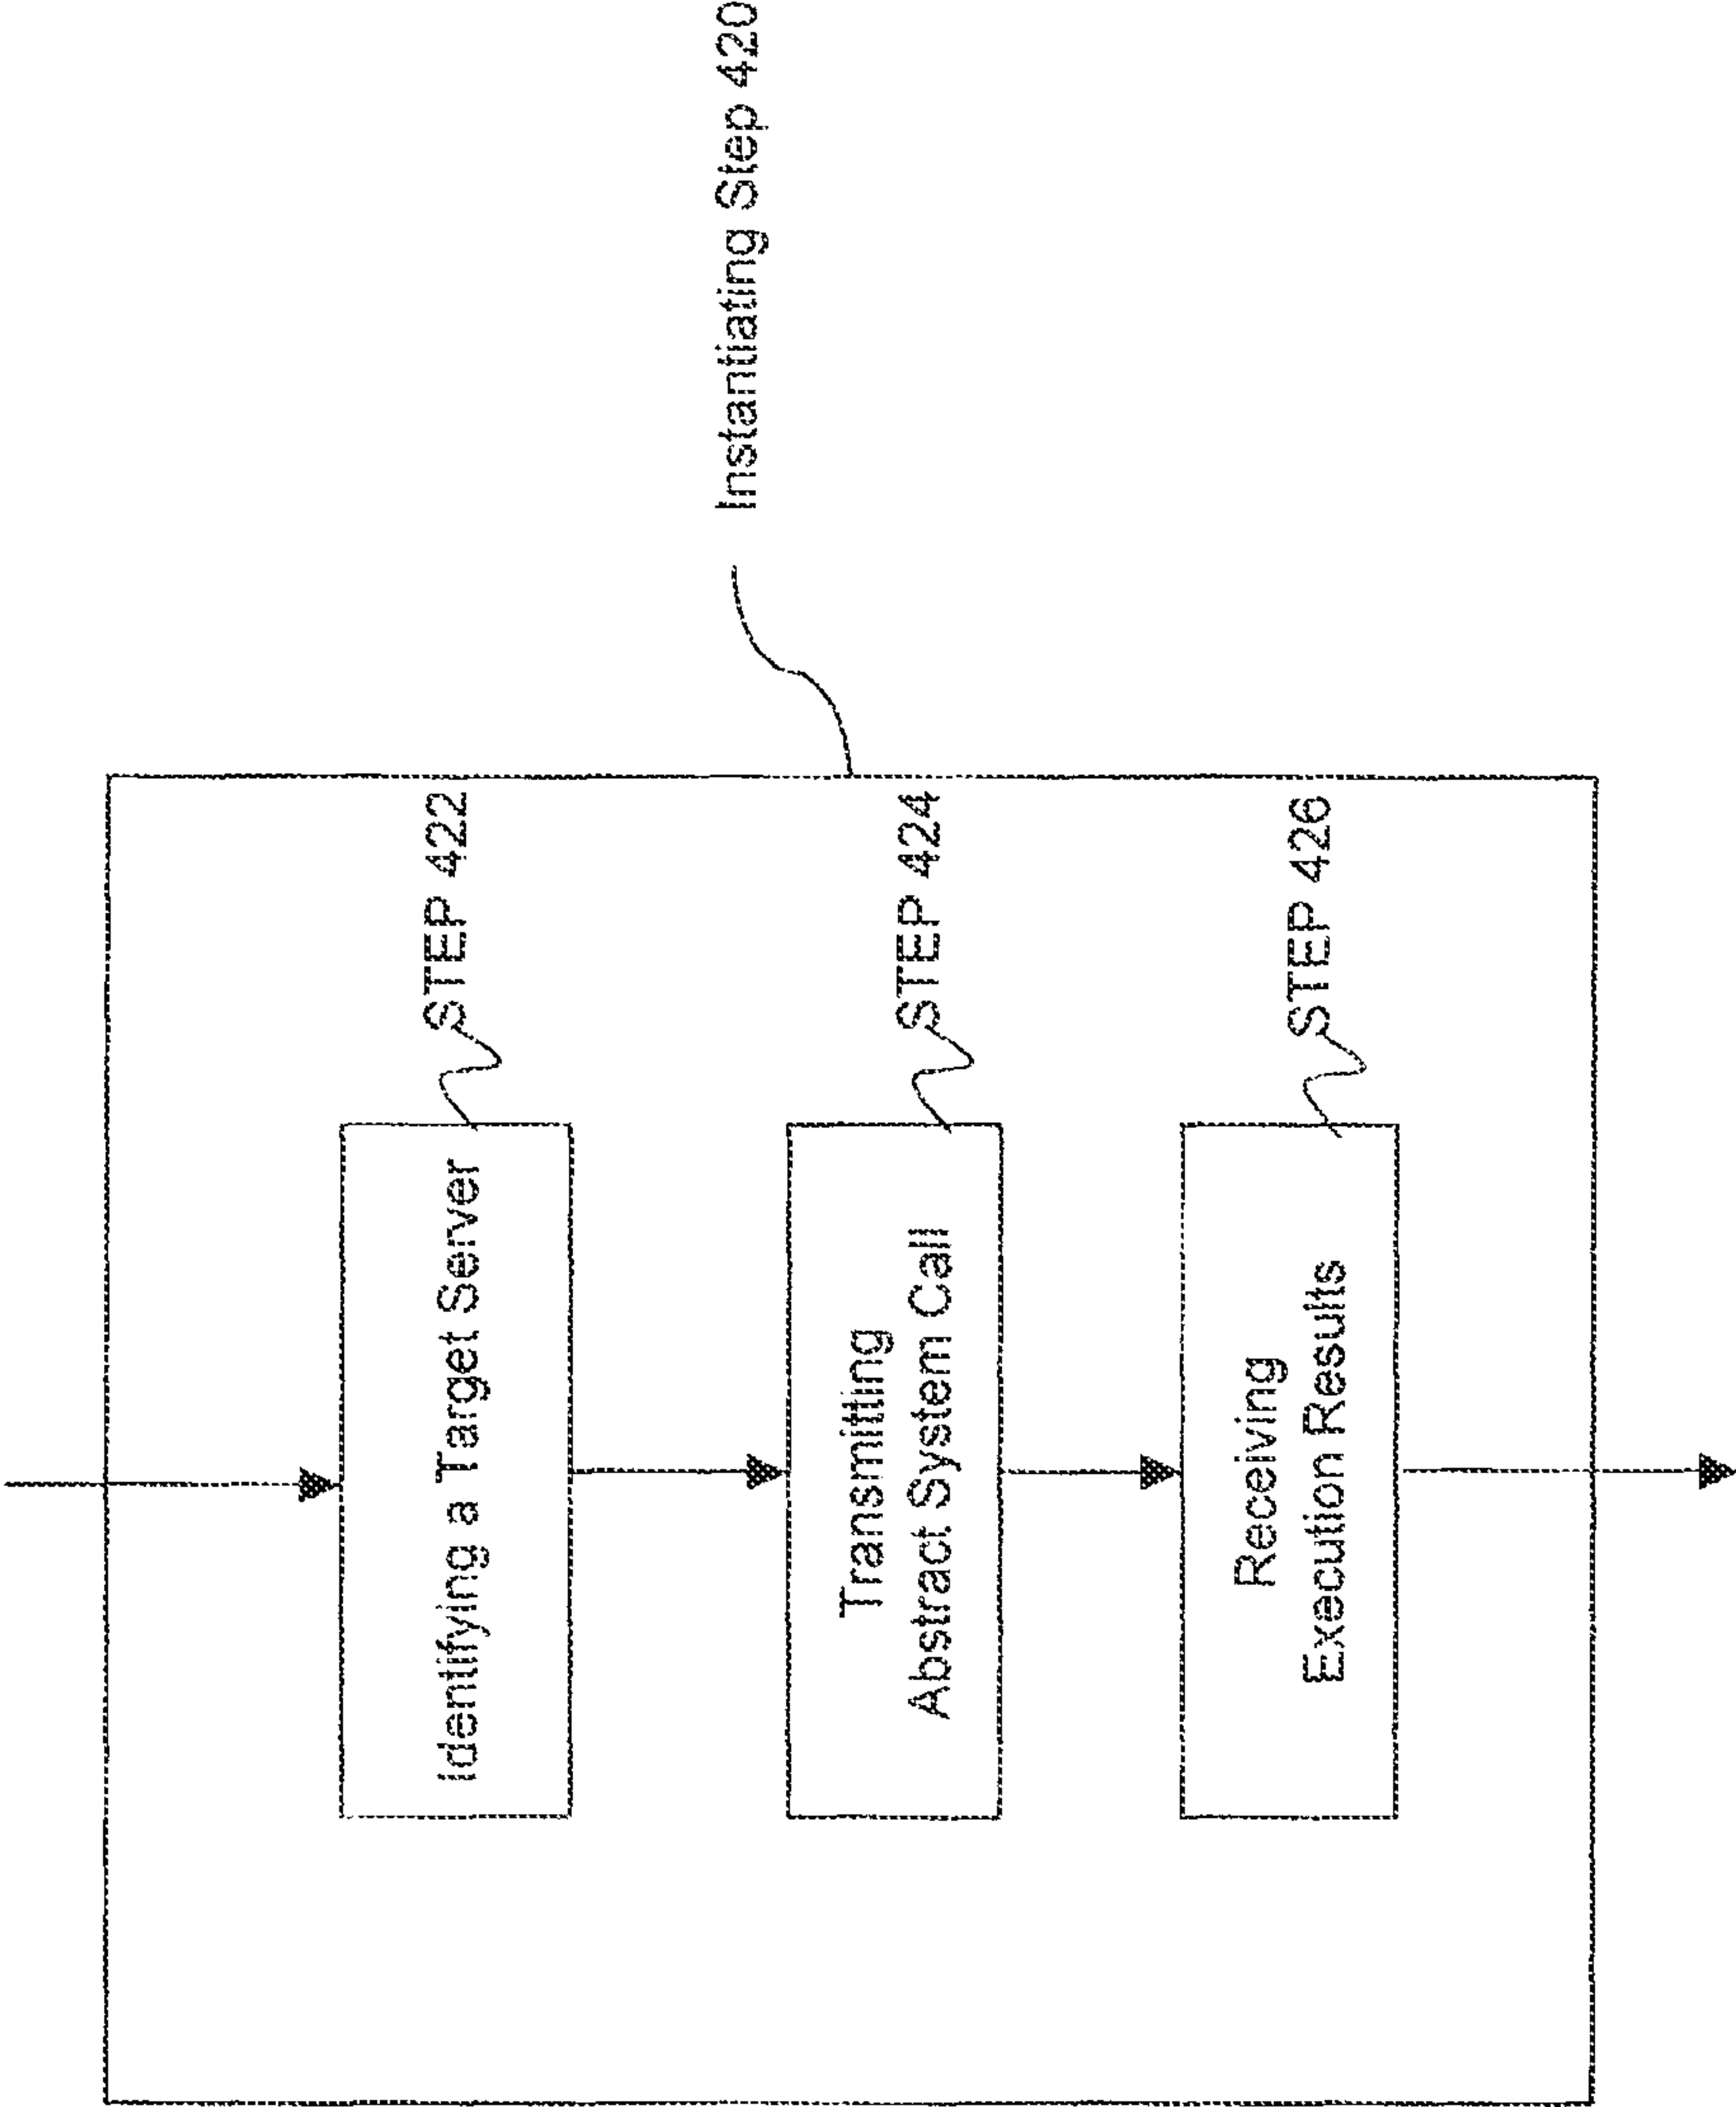 Instantiating Step 420
STEP 422
Identifying a Target Server
STEP 424
Transmitting
Abstract System Call
STEP 426
Receiving
Execution Results